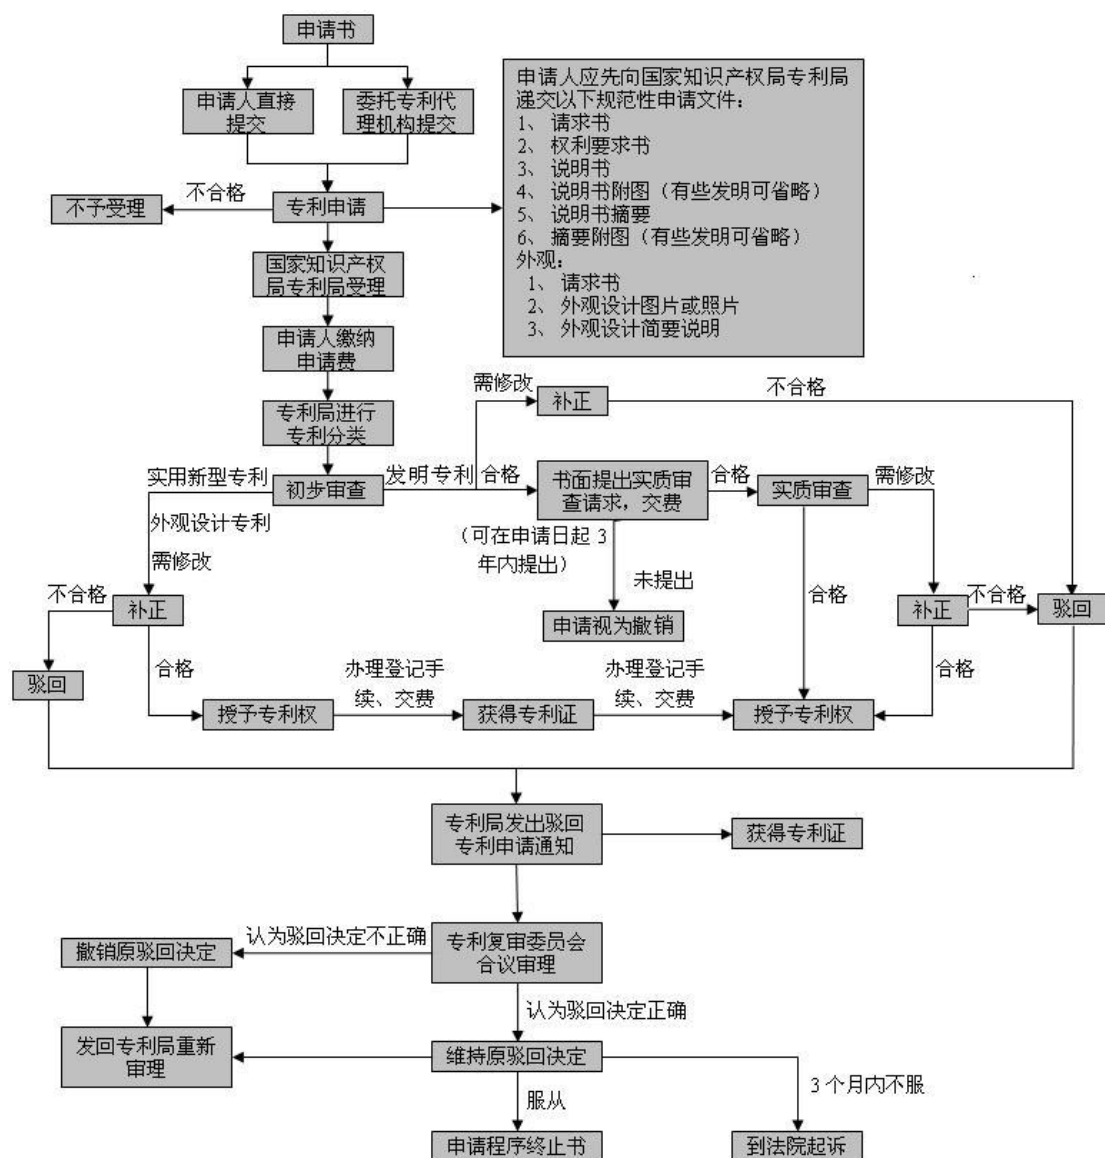 申请书
申请人直接
提交
委托专利代
理机构提交
申请人应先向国家知识产权局专利局
递交以下规范性申请文件：
1、 请求书
2、 权利要求书
3、 说明书
4、 说明书附图（有些发明可省略）
5、 说明书摘要
6、 摘要附图（有些发明可省略）
外观：
1、 请求书
2、 外观设计图片或照片
3、 外观设计简要说明
不合格
不予受理
专利申请
国家知识产权
局专利局受理
申请人缴纳
申请费
专利局进行
专利分类
需修改
补正
不合格
实用新型专利
初步审查
发明专利
合格
书面提出实质审
查请求，交费
合格
实质审查
需修改
外观设计专利
需修改
（可在申请日起 3
年内提出）
未提出
申请视为撤销
合格
不合格
补正
补正
不合格
驳回
驳回
合格
合格
授予专利权
办理登记手
续、交费
获得专利证
办理登记手
续、交费
授予专利权
专利局发出驳回
专利申请通知
获得专利证
撤销原驳回决定
认为驳回决定不正确
专利复审委员会
合议审理
认为驳回决定正确
发回专利局重新
审理
维持原驳回决定
服从
3 个月内不服
申请程序终止书
到法院起诉